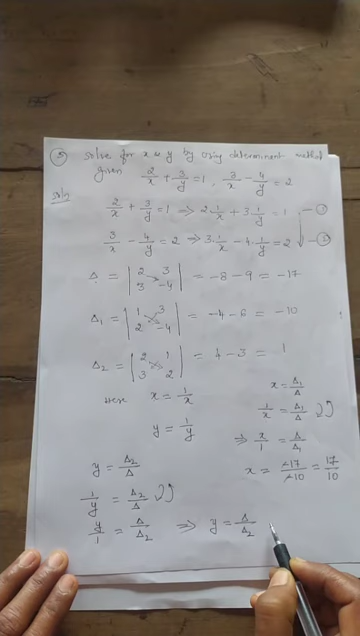 ⑤ solve for x & y by using determinant method
given 2/x + 3/y = 1 , 3/x - 4/y = 2
soln 2/x + 3/y = 1 ⇒ 2·1/x + 3·1/y = 1 — ①
3/x - 4/y = 2 ⇒ 3·1/x - 4·1/y = 2 — ②
Δ = | 2 3 ; 3 -4 | = -8 - 9 = -17
Δ1 = | 1 3 ; 2 -4 | = -4 - 6 = -10
Δ2 = | 2 1 ; 3 2 | = 4 - 3 = 1
Here x = 1/x
y = 1/y
x = Δ1/Δ
1/x = Δ1/Δ
⇒ x/1 = Δ/Δ1
x = -17/-10 = 17/10
y = Δ2/Δ
1/y = Δ2/Δ
y/1 = Δ/Δ2 ⇒ y = Δ/Δ2